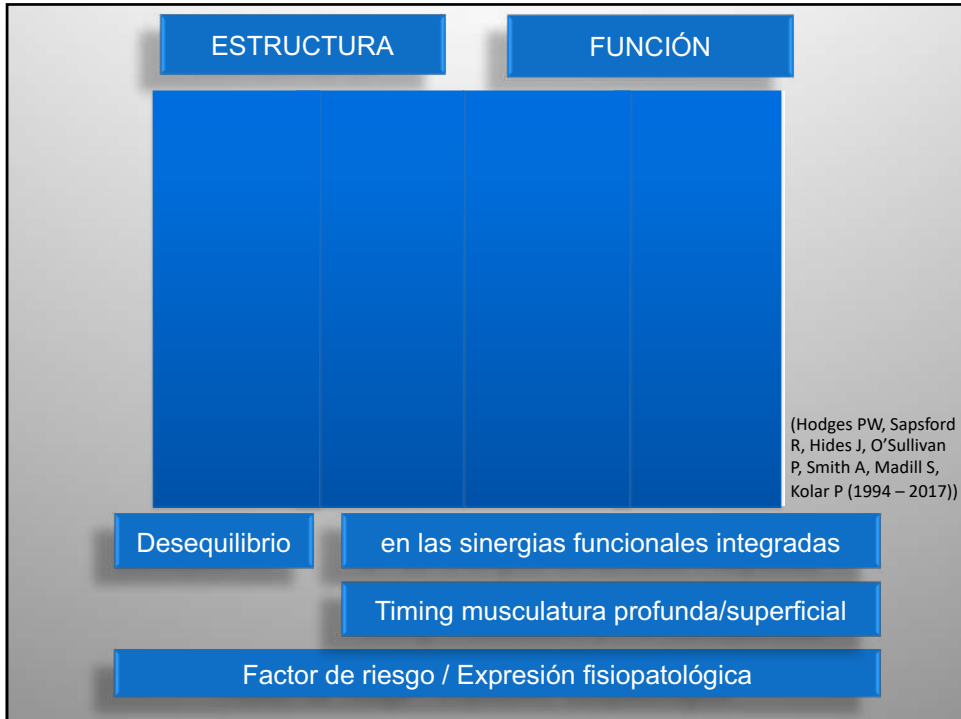 ESTRUCTURA
FUNCIÓN
(Hodges PW, Sapsford
R, Hides J, O’Sullivan
P, Smith A, Madill S,
Kolar P (1994 – 2017))
Desequilibrio
en las sinergias funcionales integradas
Timing musculatura profunda/superficial
Factor de riesgo / Expresión fisiopatológica